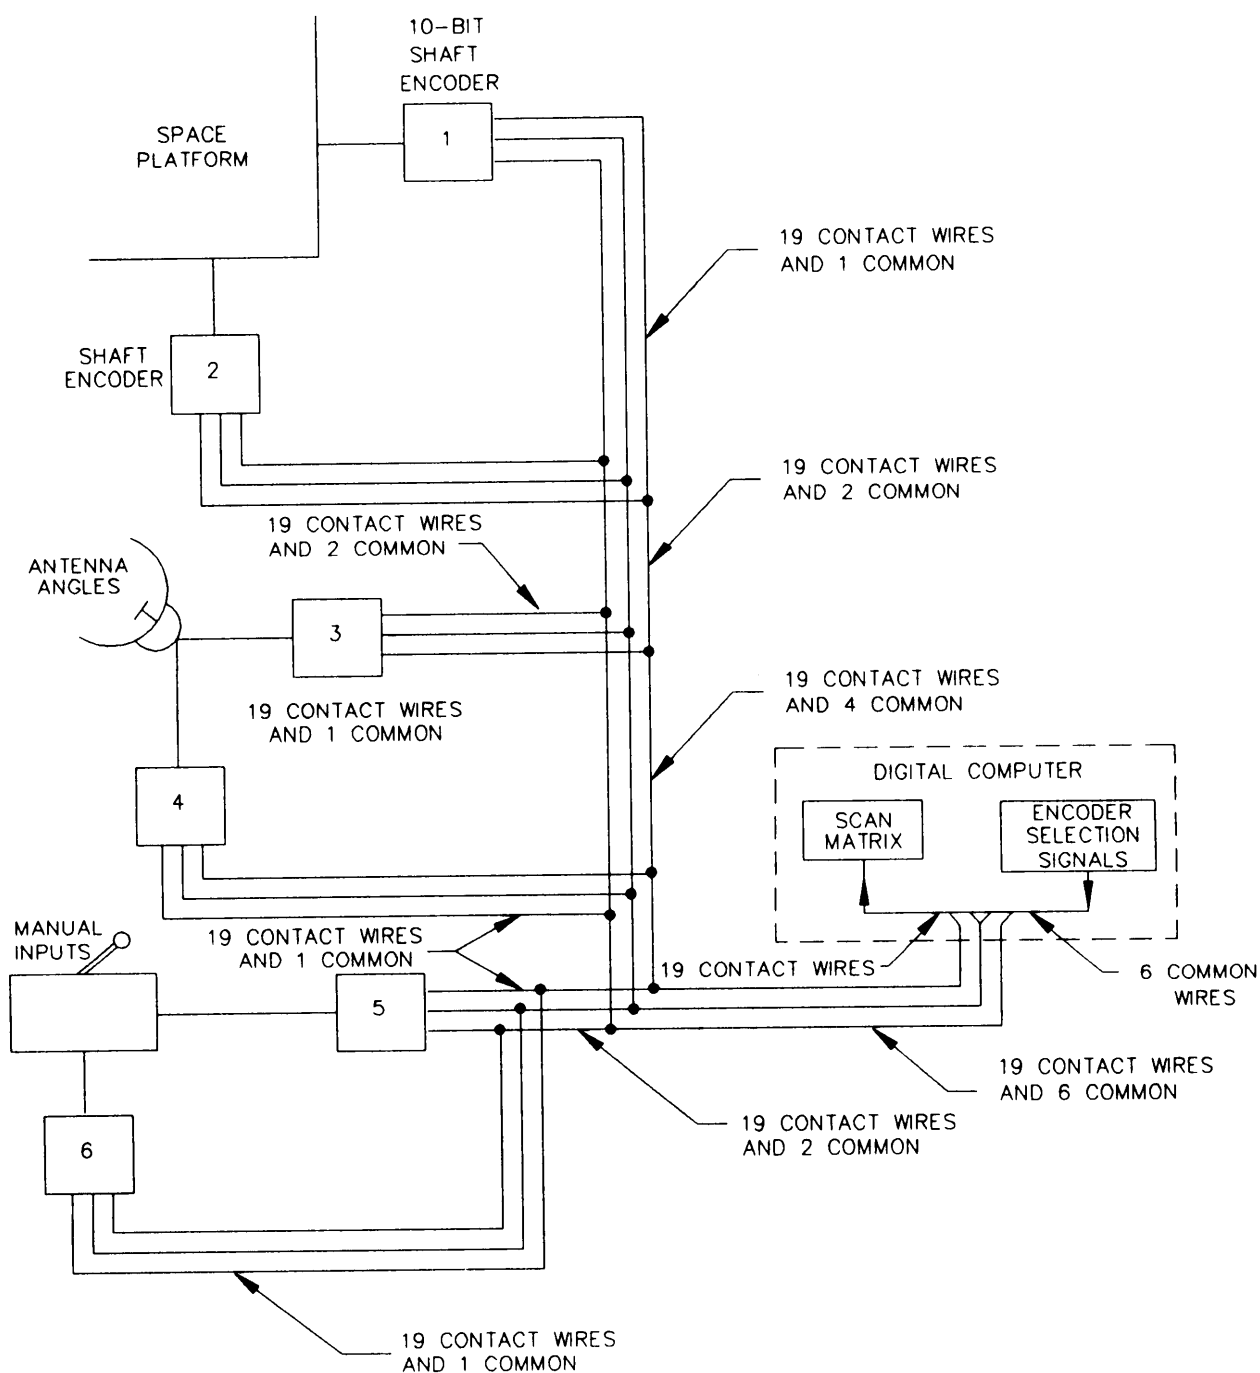 10-BIT
SHAFT
ENCODER
1
SPACE
PLATFORM
19 CONTACT WIRES
AND 1 COMMON
SHAFT
ENCODER
2
19 CONTACT WIRES
AND 2 COMMON
19 CONTACT WIRES
AND 2 COMMON
ANTENNA
ANGLES
3
19 CONTACT WIRES
AND 1 COMMON
19 CONTACT WIRES
AND 4 COMMON
4
DIGITAL COMPUTER
SCAN
MATRIX
ENCODER
SELECTION
SIGNALS
MANUAL
INPUTS
19 CONTACT WIRES
AND 1 COMMON
19 CONTACT WIRES
6 COMMON
WIRES
5
19 CONTACT WIRES
AND 6 COMMON
19 CONTACT WIRES
AND 2 COMMON
6
19 CONTACT WIRES
AND 1 COMMON